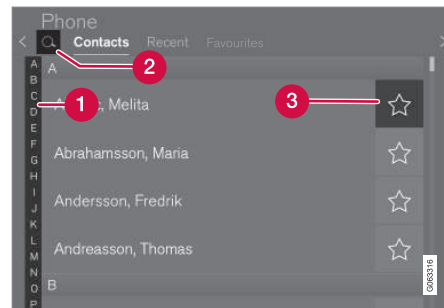 Phone
Contacts Recent Favourites
2
A
A
B
C
D
E
F
G
H
I
J
K
L
M
N
O
P
1
, Melita
3
Abrahamsson, Maria
Andersson, Fredrik
Andreasson, Thomas
B
G063316